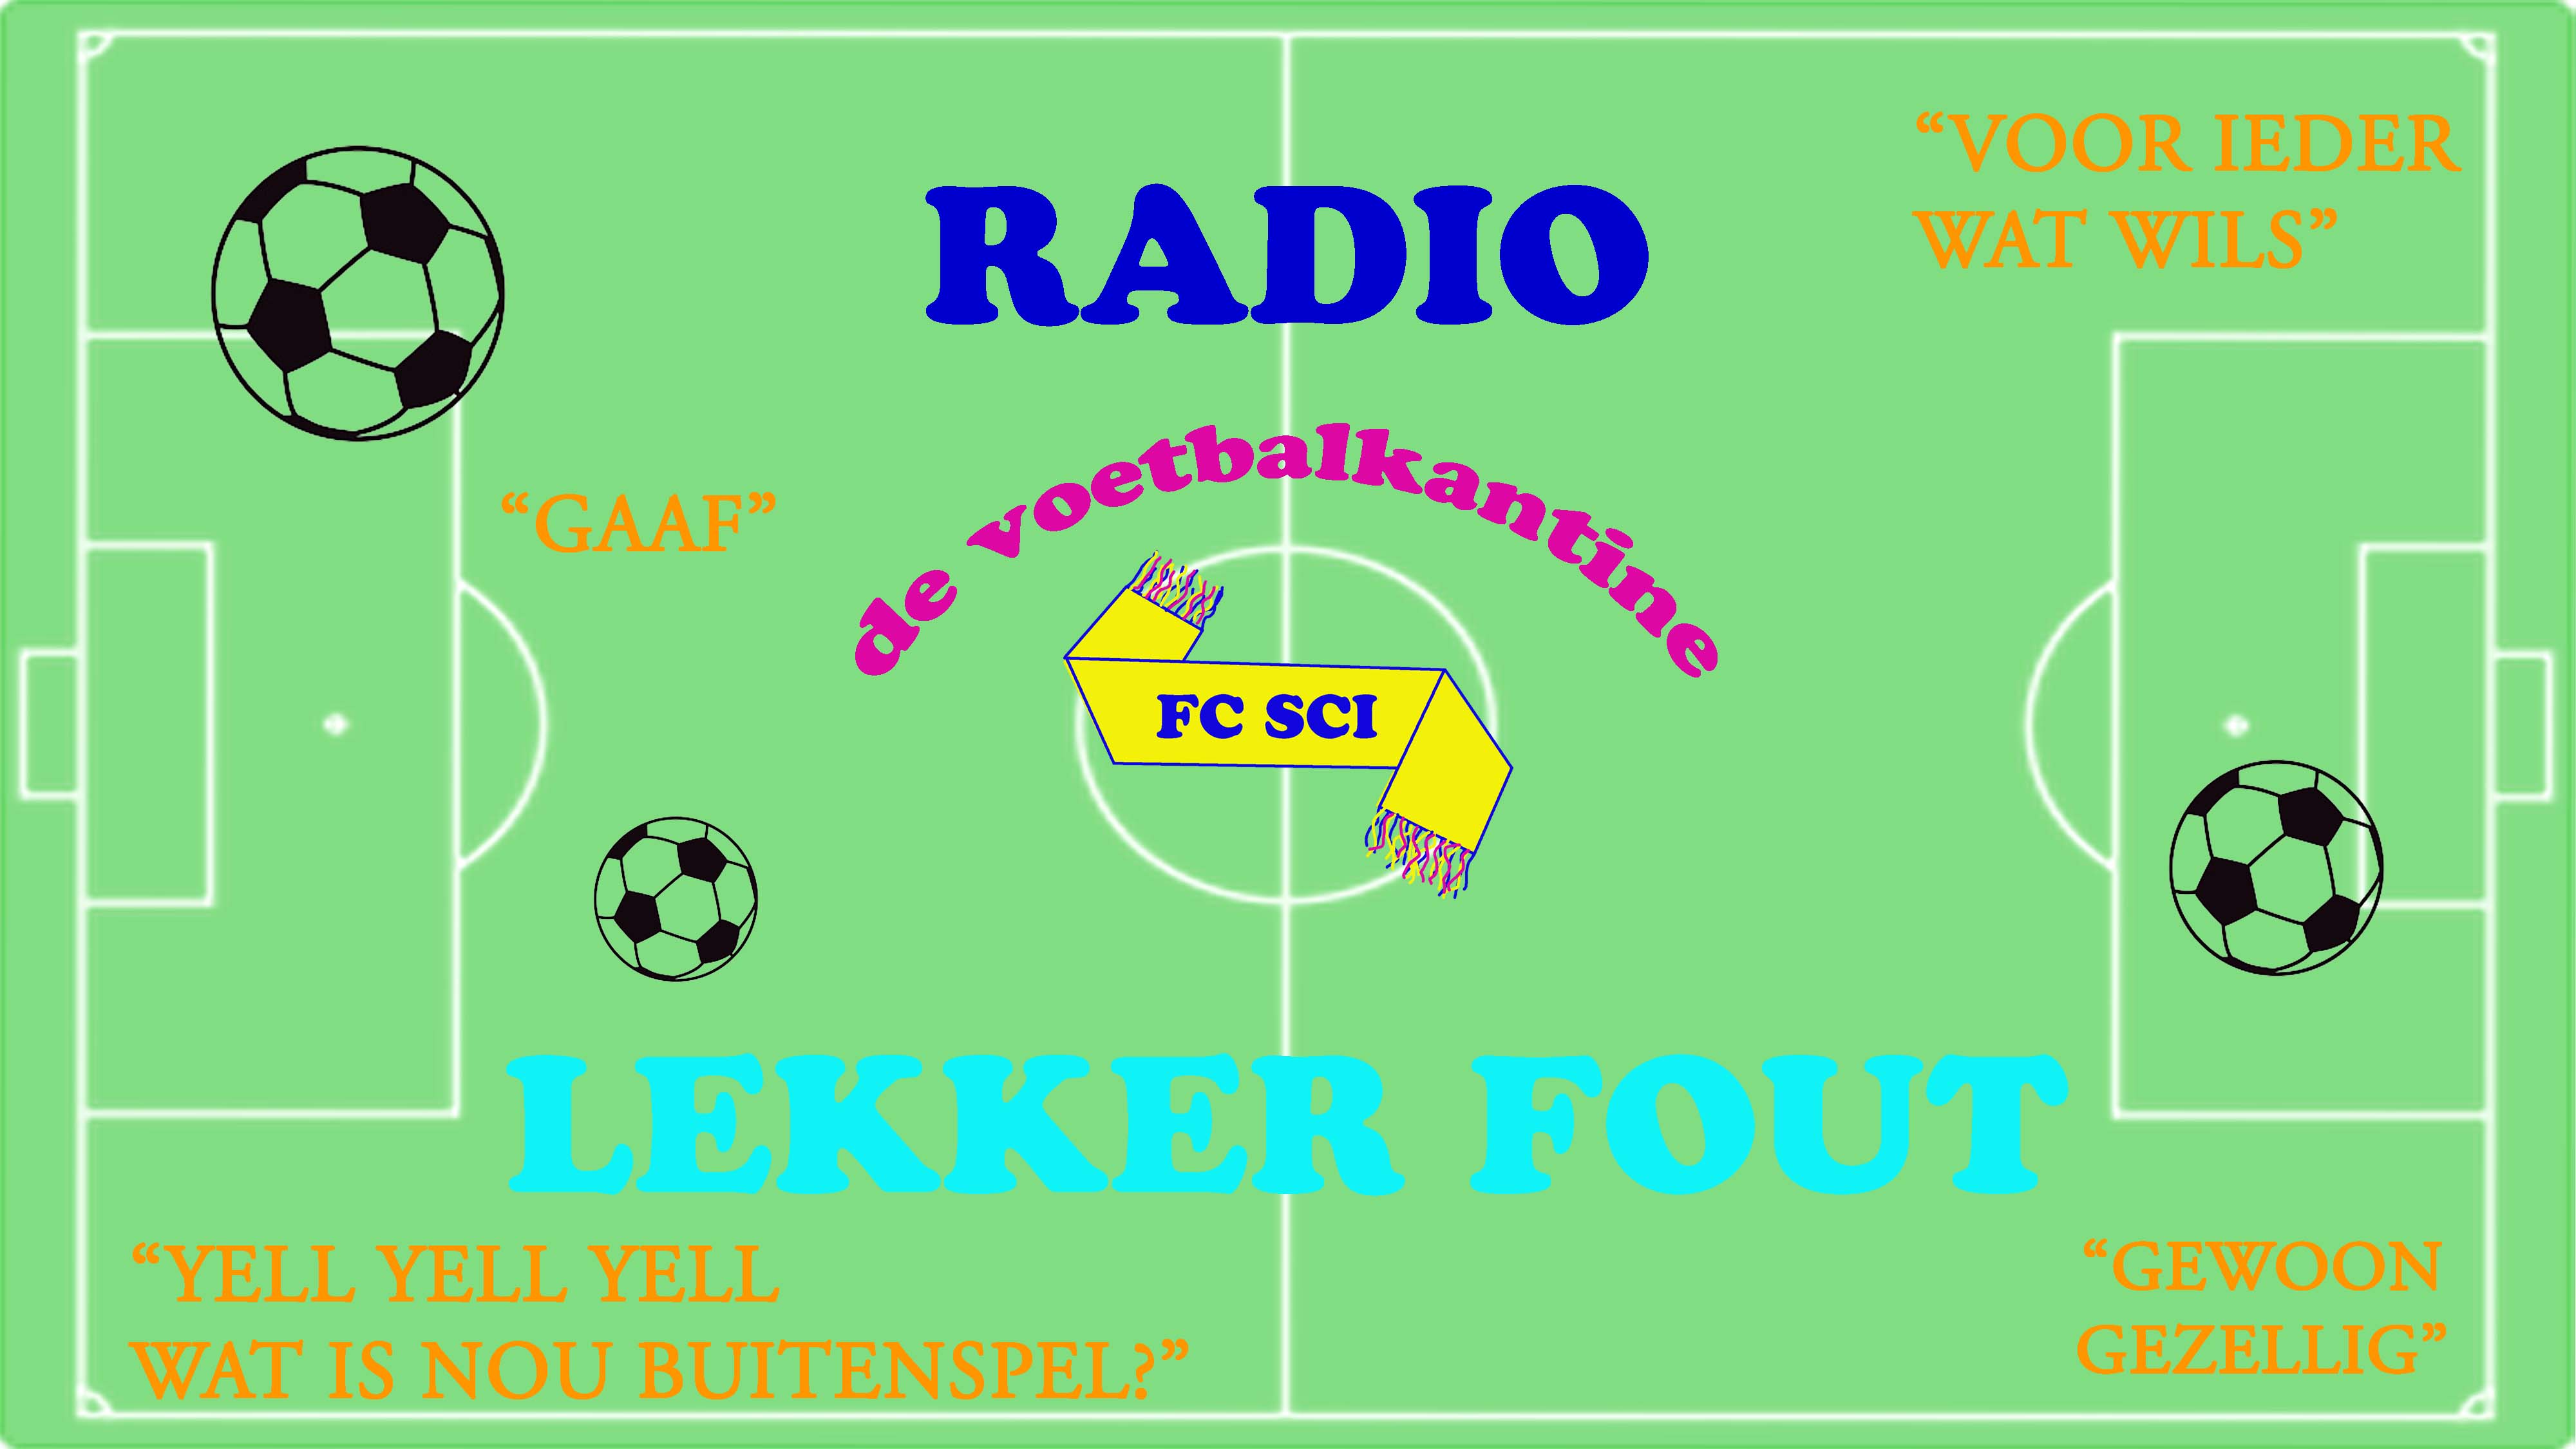 RADIO
“VOOR IEDER
WAT WILS”
de voetbalkantine
“GAAF”
FC SCI
LEKKER FOUT
“YELL YELL YELL
WAT IS NOU BUITENSPEL?”
“GEWOON
GEZELLIG”